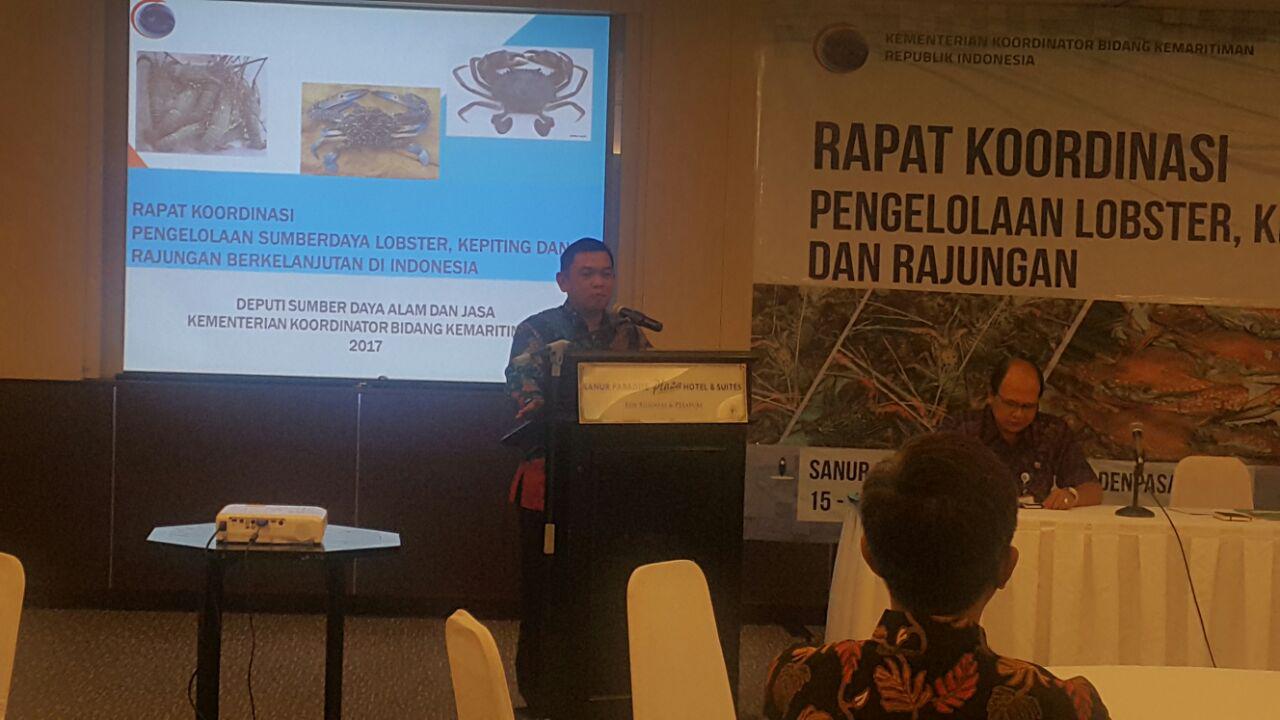 RAPAT KOORDINASI
PENGELOLAAN SUMBERDAYA LOBSTER, KEPITING DAN
RAJUNGAN BERKELANJUTAN DI INDONESIA
DEPUTI SUMBER DAYA ALAM DAN JASA
KEMENTERIAN KOORDINATOR BIDANG KEMARITIM
2017
KEMENTERIAN KOORDINATOR BIDANG KEMARITIMAN
REPUBLIK INDONESIA
RAPAT KOORDINASI
PENGELOLAAN LOBSTER, K
DAN RAJUNGAN
SANUR DENPASA
15 -
SANUR PARADISE Plaza HOTEL & SUITES